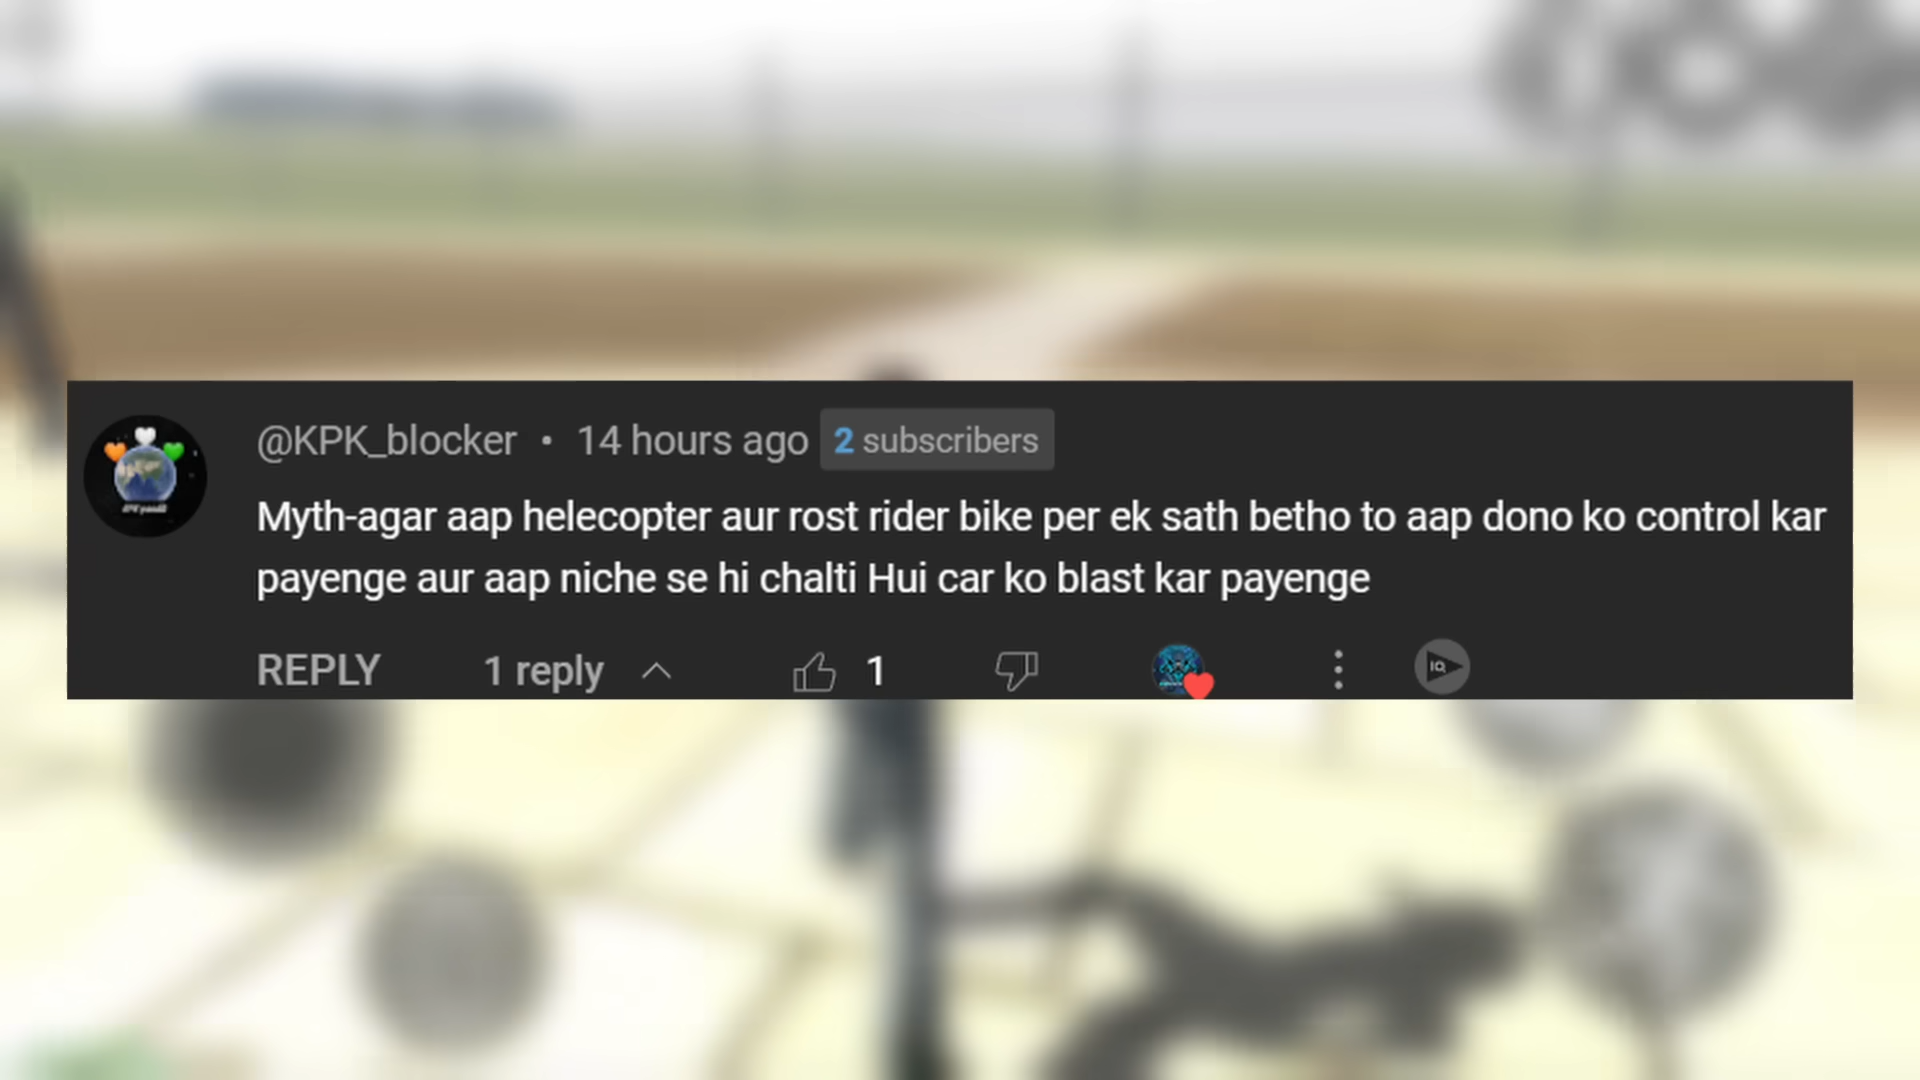 @KPK_blocker • 14 hours ago 2 subscribers
Myth-agar aap helecopter aur rost rider bike per ek sath betho to aap dono ko control kar
payenge aur aap niche se hi chalti Hui car ko blast kar payenge
REPLY 1 reply 1 IQ